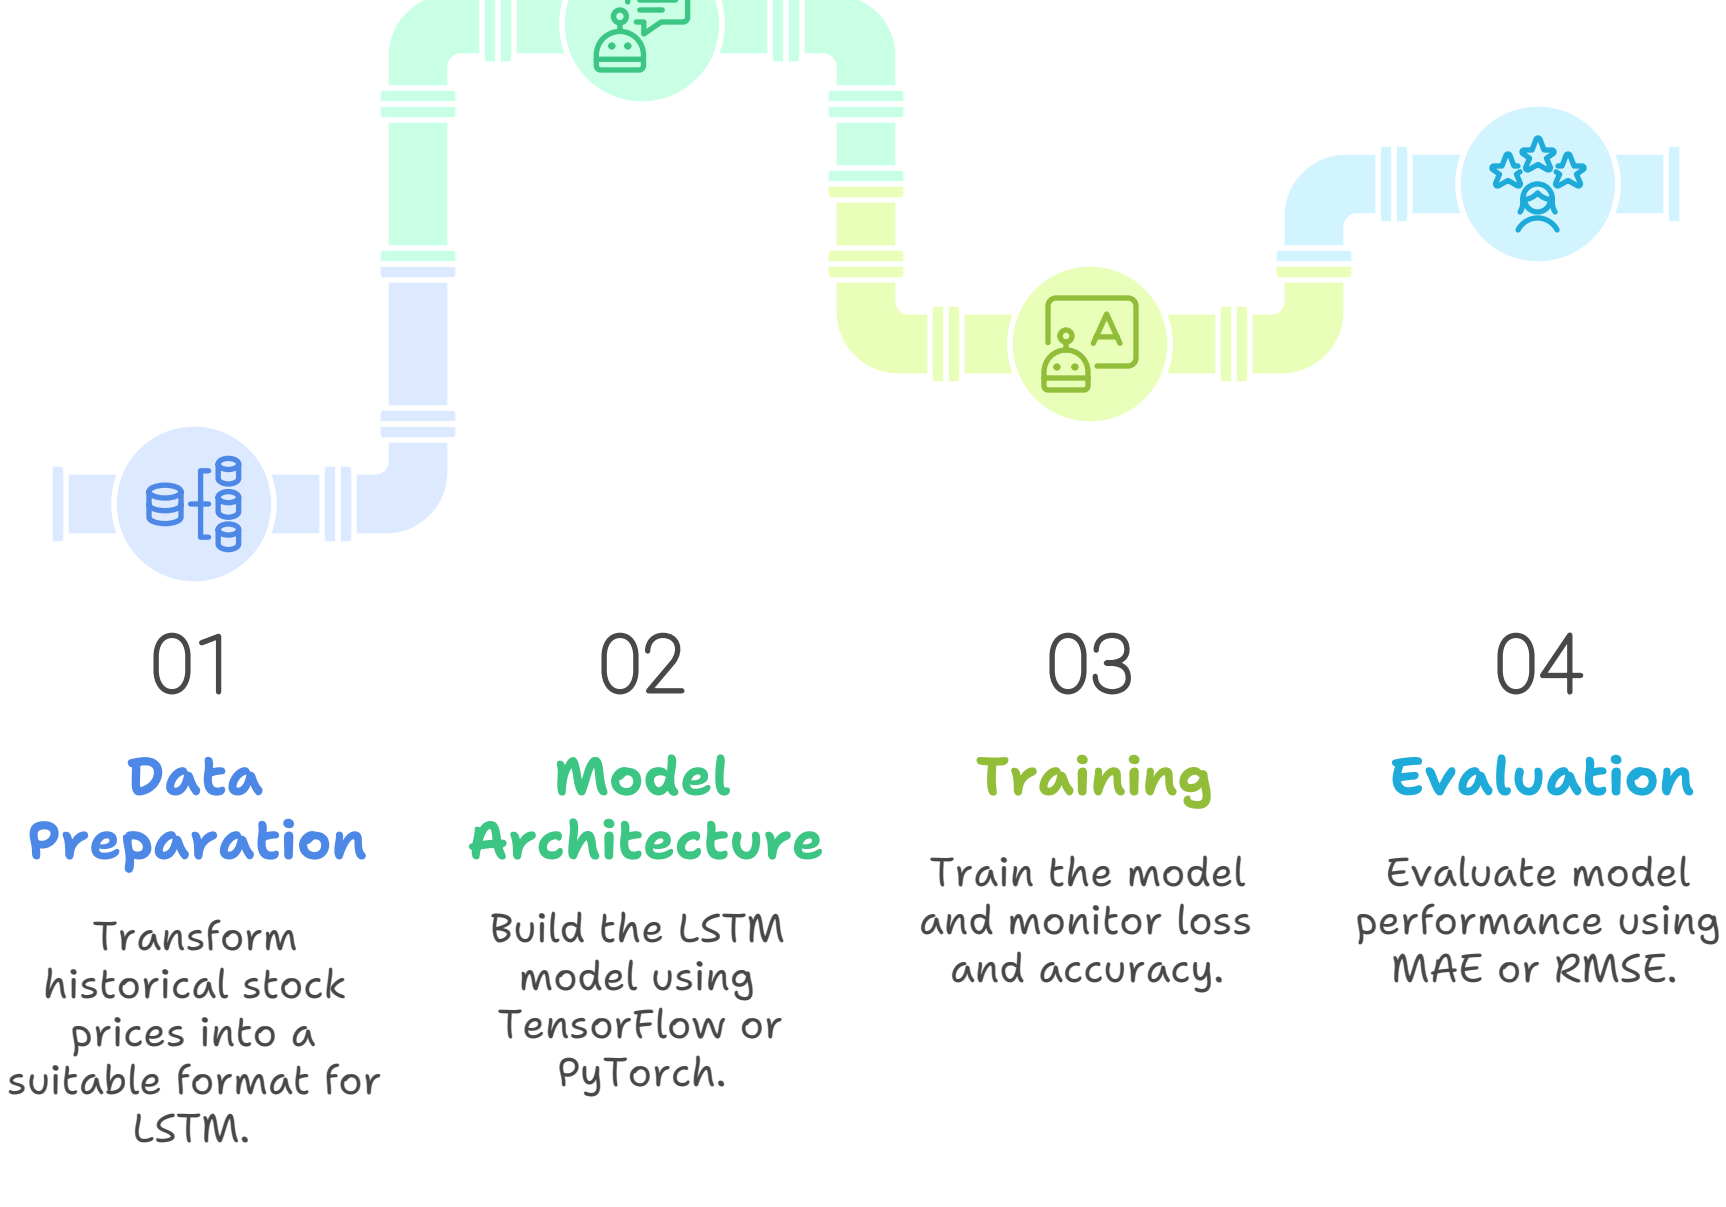 A
01
Data
Preparation
Transform
historical stock
prices into a
suitable format for
LSTM.
02
Model
Architecture
Build the LSTM
model using
TensorFlow or
PyTorch.
03
Training
Train the model
and monitor loss
and accuracy.
04
Evaluation
Evaluate model
performance using
MAE or RMSE.